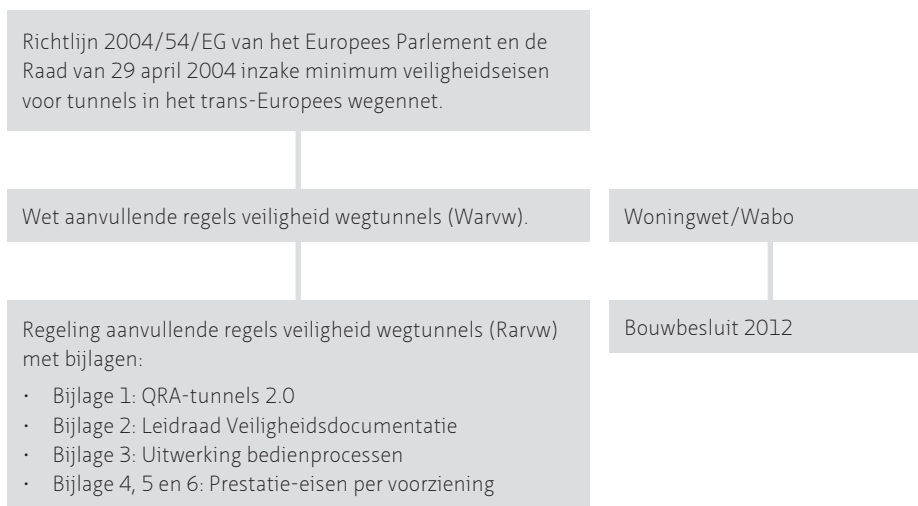 Richtlijn 2004/54/EG van het Europees Parlement en de
Raad van 29 april 2004 inzake minimum veiligheidseisen
voor tunnels in het trans-Europees wegennet.
Wet aanvullende regels veiligheid wegtunnels (Warvw).
Woningwet/Wabo
Regeling aanvullende regels veiligheid wegtunnels (Rarvw)
met bijlagen:
• Bijlage 1: QRA-tunnels 2.0
• Bijlage 2: Leidraad Veiligheidsdocumentatie
• Bijlage 3: Uitwerking bedienprocessen
• Bijlage 4, 5 en 6: Prestatie-eisen per voorziening
Bouwbesluit 2012